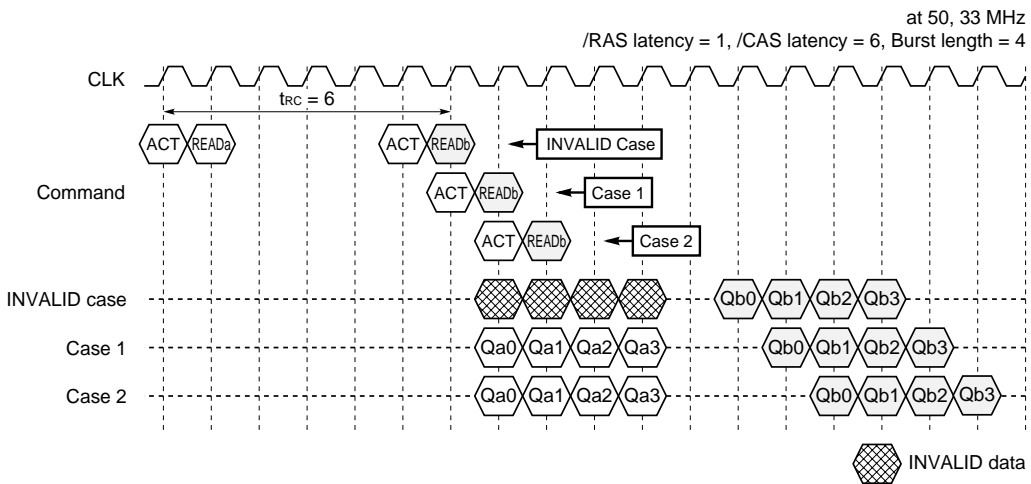 at 50, 33 MHz
/RAS latency = 1, /CAS latency = 6, Burst length = 4
CLK
tRC = 6
ACT READa ACT READb INVALID Case
Command ACT READb Case 1
ACT READb Case 2
INVALID case Qb0 Qb1 Qb2 Qb3
Case 1 Qa0 Qa1 Qa2 Qa3 Qb0 Qb1 Qb2 Qb3
Case 2 Qa0 Qa1 Qa2 Qa3 Qb0 Qb1 Qb2 Qb3
INVALID data